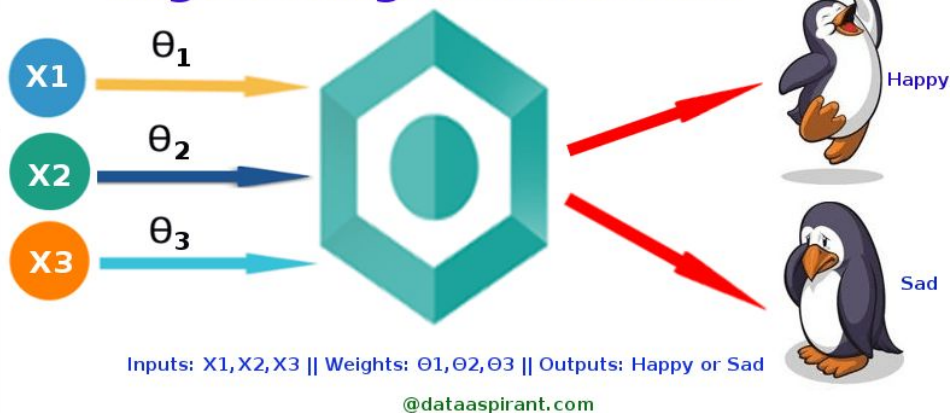 X1
θ1
Happy
X2
θ2
X3
θ3
Sad
Inputs: X1,X2,X3 || Weights: Θ1,Θ2,Θ3 || Outputs: Happy or Sad
@dataaspirant.com